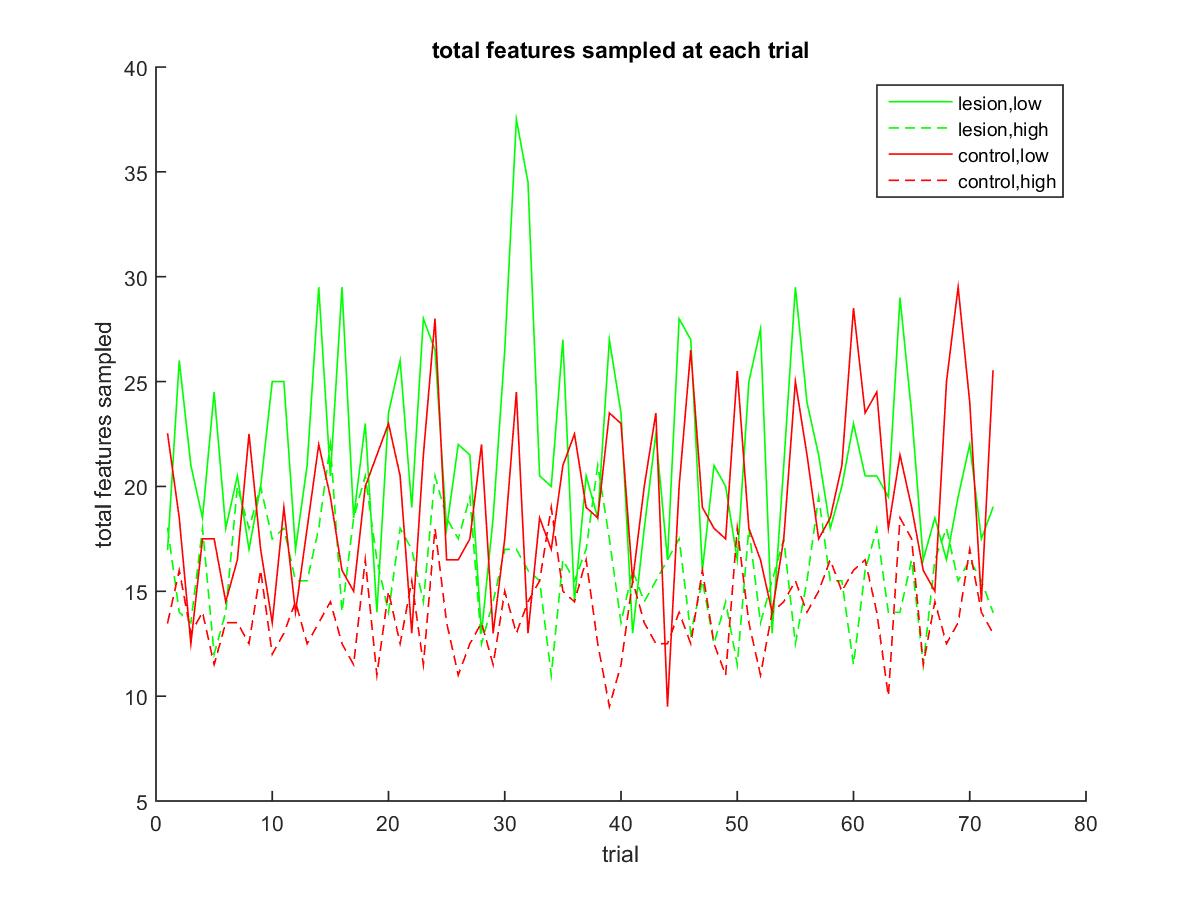 total features sampled at each trial
40
35
30
25
20
15
10
5
total features sampled
0
10
20
30
40
50
60
70
80
trial
lesion,low
lesion,high
control,low
control,high